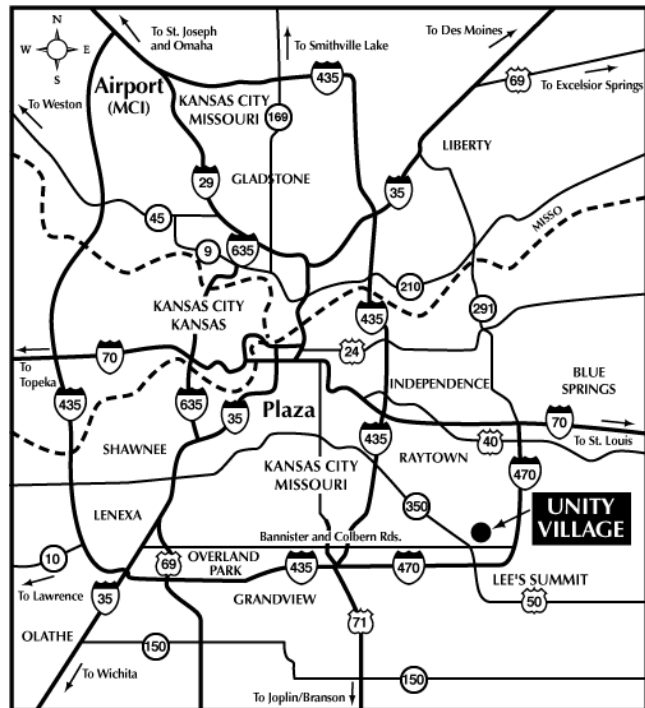 N
W E
S
To St. Joseph
and Omaha
To Smithville Lake
To Des Moines
435
69
To Excelsior Springs
Airport
(MCI)
KANSAS CITY
MISSOURI
To Weston
169
LIBERTY
29
GLADSTONE
35
45
9
635
MISSO
210
291
KANSAS CITY
KANSAS
435
24
70
To
Topeka
INDEPENDENCE
BLUE
SPRINGS
435
635
35
Plaza
70
To St. Louis
40
435
SHAWNEE
KANSAS CITY
MISSOURI
RAYTOWN
470
350
UNITY
VILLAGE
LENEXA
Bannister and Colbern Rds.
10
69
OVERLAND
PARK
435
470
LEE'S SUMMIT
To Lawrence
35
GRANDVIEW
50
71
OLATHE
150
To Wichita
150
To Joplin/Branson